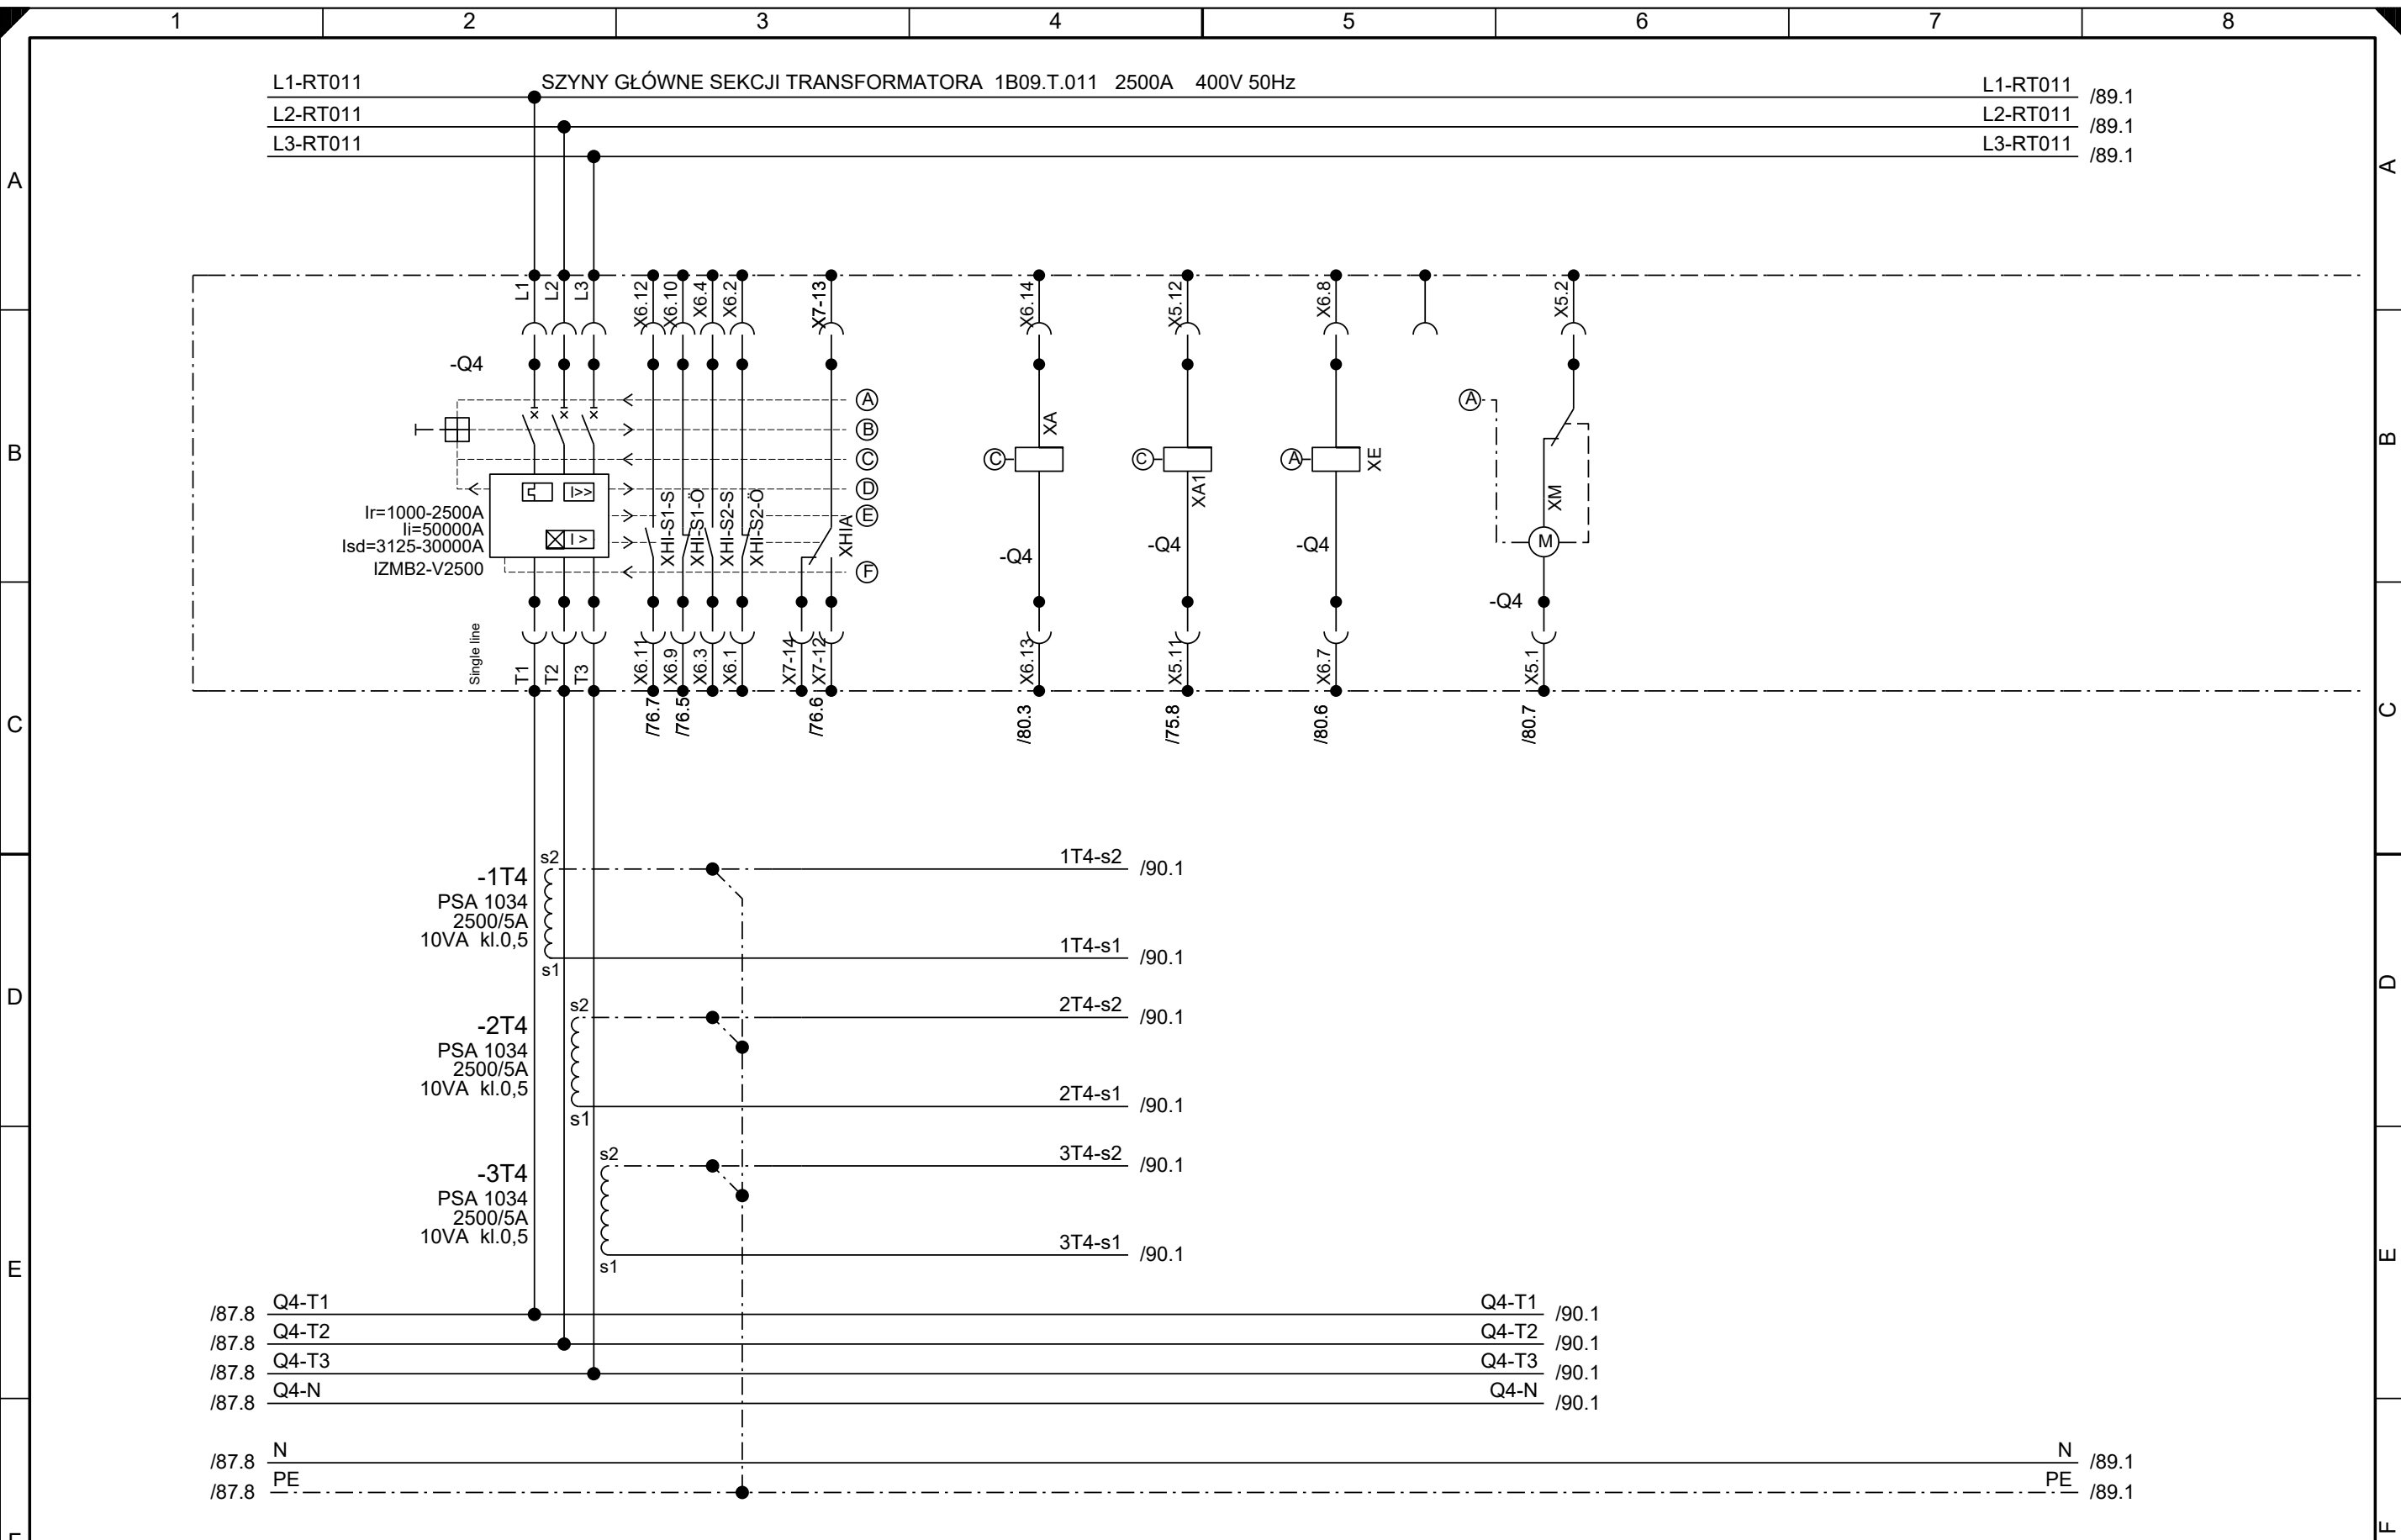 1 2 3 4 5 6 7 8
L1-RT011 SZYNY GŁÓWNE SEKCJI TRANSFORMATORA 1B09.T.011 2500A 400V 50Hz L1-RT011 /89.1
L2-RT011 L2-RT011 /89.1
L3-RT011 L3-RT011 /89.1
A A
L1 L2 L3 X6.12 X6.10 X6.4 X6.2 X7-13 X6.14 X5.12 X6.8 X5.2
-Q4
A A
B
XA
B C C C A XE B
D
XA1 XM
I>>
Ir=1000-2500A XHI-S1-S XHI-S1-Ö XHI-S2-S XHI-S2-Ö E
Ii=50000A
Isd=3125-30000A I > XHIA -Q4 -Q4 -Q4 M
IZMB2-V2500 F
-Q4
Single line
T1 T2 T3 X6.11 X6.9 X6.3 X6.1 X7-14 X7-12 X6.13 X5.11 X6.7 X5.1
/76.7 /76.5 /76.6 /80.3 /75.8 /80.6 /80.7
C C
s2 1T4-s2 /90.1
-1T4
PSA 1034
2500/5A
10VA kl.0,5 1T4-s1 /90.1
s1
D D
s2 2T4-s2 /90.1
-2T4
PSA 1034
2500/5A
10VA kl.0,5 2T4-s1 /90.1
s1
s2 3T4-s2 /90.1
-3T4
PSA 1034
2500/5A
10VA kl.0,5 3T4-s1 /90.1
s1
E E
/87.8 Q4-T1 Q4-T1 /90.1
/87.8 Q4-T2 Q4-T2 /90.1
/87.8 Q4-T3 Q4-T3 /90.1
/87.8 Q4-N Q4-N /90.1
/87.8 N N /89.1
/87.8 PE PE /89.1
F F